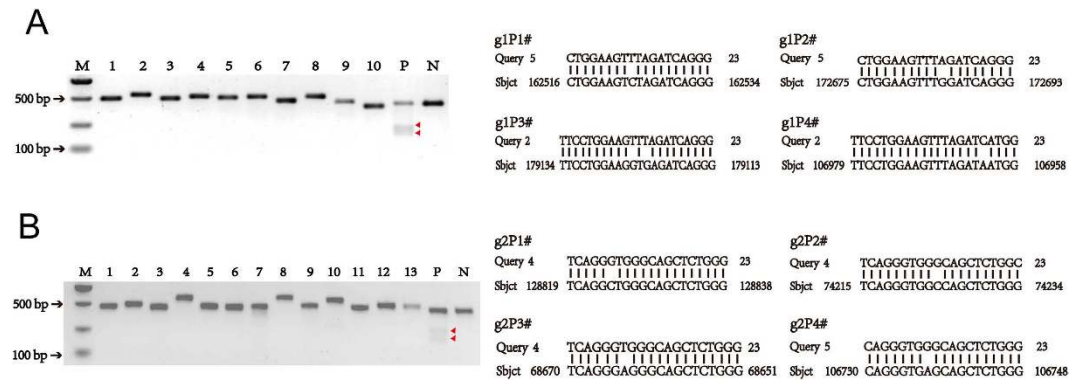 A
M 1 2 3 4 5 6 7 8 9 10 P N
500 bp
100 bp
g1P1#
Query 5 CTGGAAGTTTAGATCAGGG 23
Sbjct 162516 CTGGAAGTCTAGATCAGGG 162534
g1P2#
Query 5 CTGGAAGTTTAGATCAGGG 23
Sbjct 172675 CTGGAAGTTTGGATCAGGG 172693
g1P3#
Query 2 TTCCTGGAAGTTTAGATCAGGG 23
Sbjct 179134 TTCCTGGAAGGTGAGATCAGGG 179113
g1P4#
Query 2 TTCCTGGAAGTTTAGATCATGG 23
Sbjct 106979 TTCCTGGAAGTTTAGATAATGG 106958
B
M 1 2 3 4 5 6 7 8 9 10 11 12 13 P N
500 bp
100 bp
g2P1#
Query 4 TCAGGGTGGGCAGCTCTGGG 23
Sbjct 128819 TCAGGCTGGGCAGCTCTGGG 128838
g2P2#
Query 4 TCAGGGTGGGCAGCTCTGGC 23
Sbjct 74215 TCAGGGTGGCCAGCTCTGGG 74234
g2P3#
Query 4 TCAGGGTGGGCAGCTCTGGG 23
Sbjct 68670 TCAGGGAGGGCAGCTCTGGG 68651
g2P4#
Query 5 CAGGGTGGGCAGCTCTGGG 23
Sbjct 106730 CAGGGTGAGCAGCTCTGGG 106748